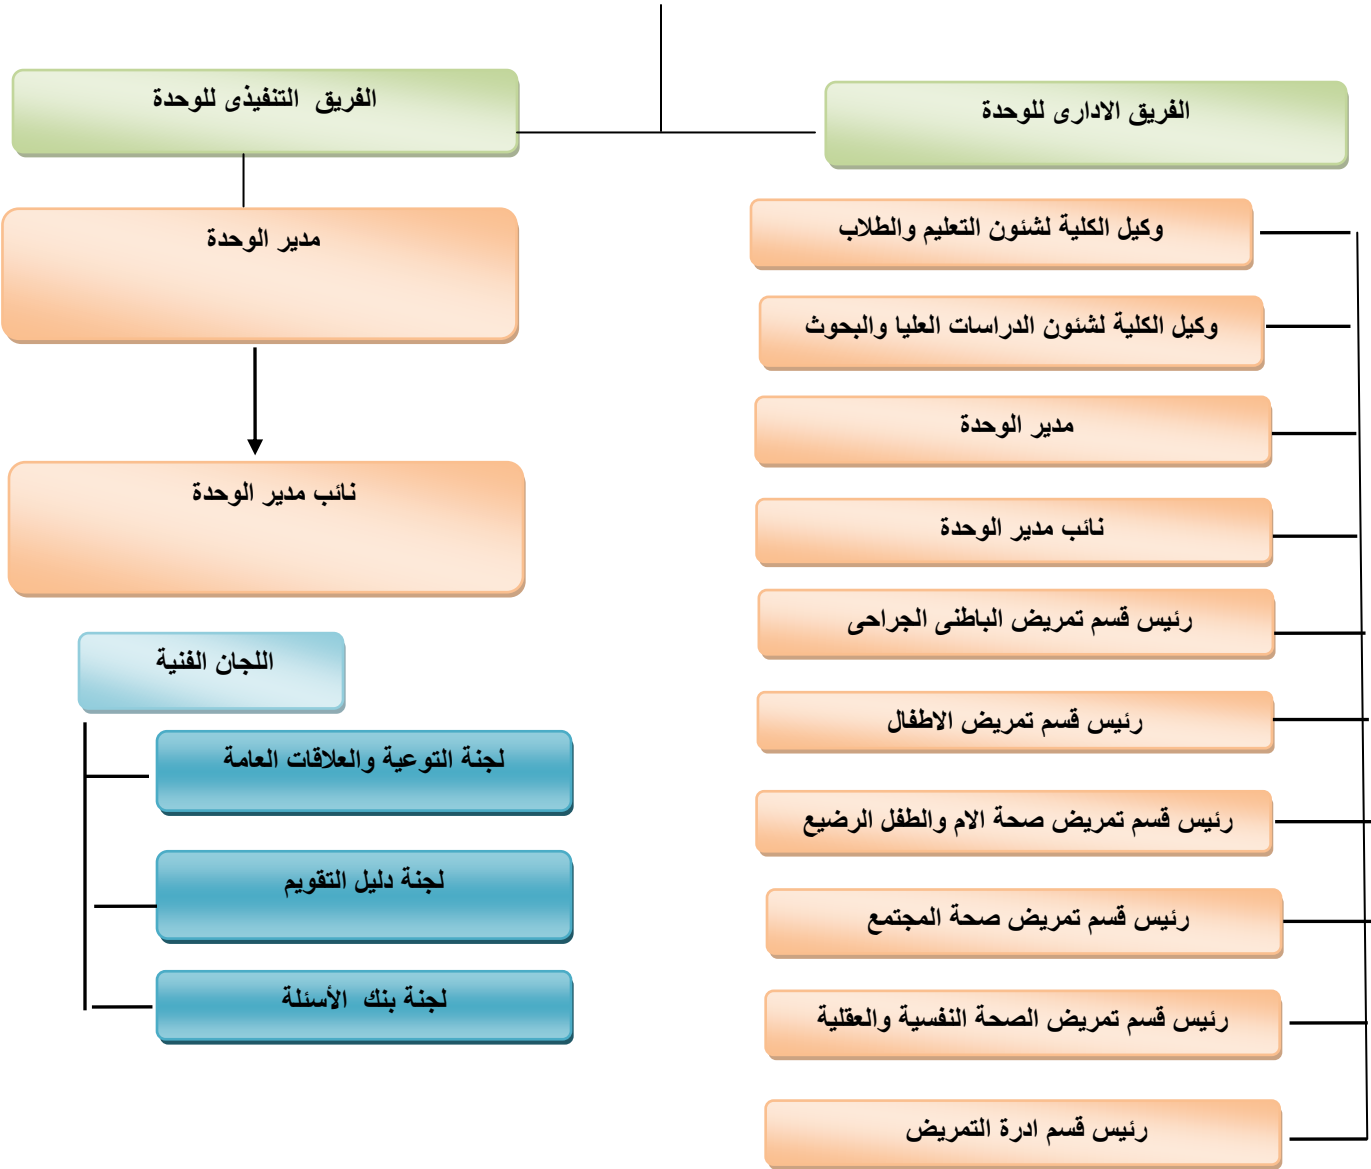 الفريق الادارى للوحدة
وكيل الكلية لشئون التعليم والطلاب
وكيل الكلية لشئون الدراسات العليا والبحوث
مدير الوحدة
نائب مدير الوحدة
رئيس قسم تمريض الباطنى الجراحى
رئيس قسم تمريض الاطفال
رئيس قسم تمريض صحة الام والطفل الرضيع
رئيس قسم تمريض صحة المجتمع
رئيس قسم تمريض الصحة النفسية والعقلية
رئيس قسم ادرة التمريض
الفريق التنفيذى للوحدة
مدير الوحدة
نائب مدير الوحدة
اللجان الفنية
لجنة التوعية والعلاقات العامة
لجنة دليل التقويم
لجنة بنك الأسئلة